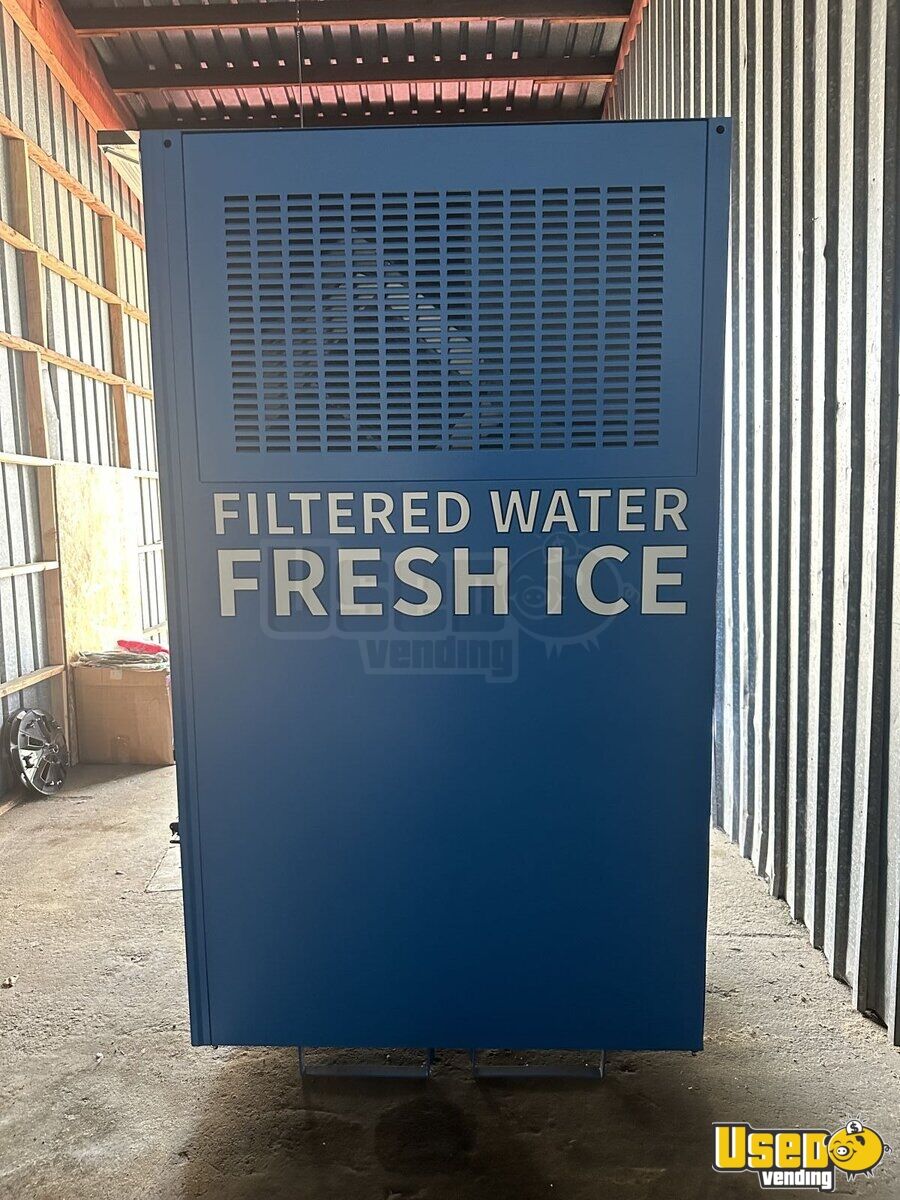 FILTERED WATER
FRESH ICE
USED
vending
USED
vending